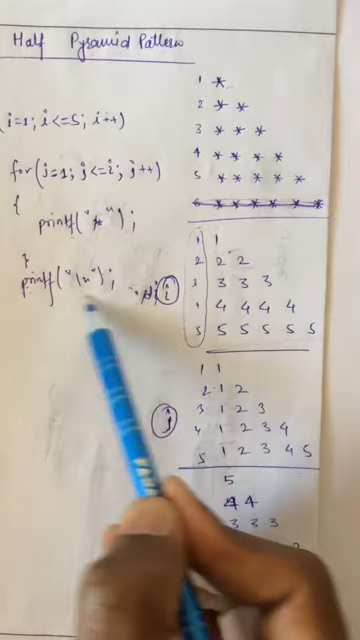 Half Pyramid Pattern
(i=1; i<=5; i++)
for(j=1; j<=i; j++)
{
printf("*");
}
printf("\n");
1 *
2 * *
3 * * *
4 * * * *
5 * * * * *
6 * * * * * *
i
1 1
2 2 2
3 3 3 3
4 4 4 4 4
5 5 5 5 5 5
j
1 1
2 1 2
3 1 2 3
4 1 2 3 4
5 1 2 3 4 5
5
4 4
3 3 3
2